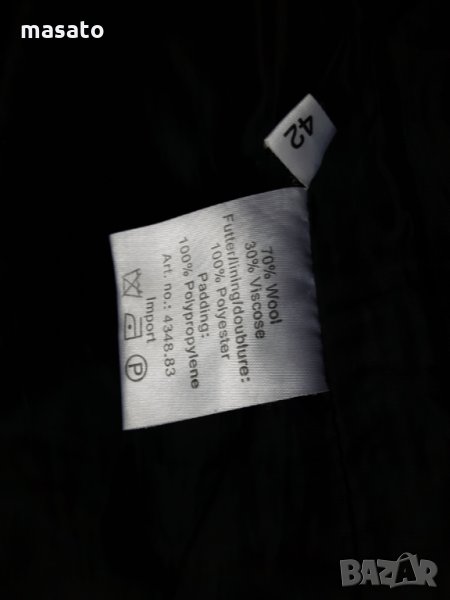 masato
42
70% Wool
30% Viscose
Futter/lining/doublure:
100% Polyester
Padding:
100% Polypropylene
Art. no.: 4348.83
Import
P
BAZAR